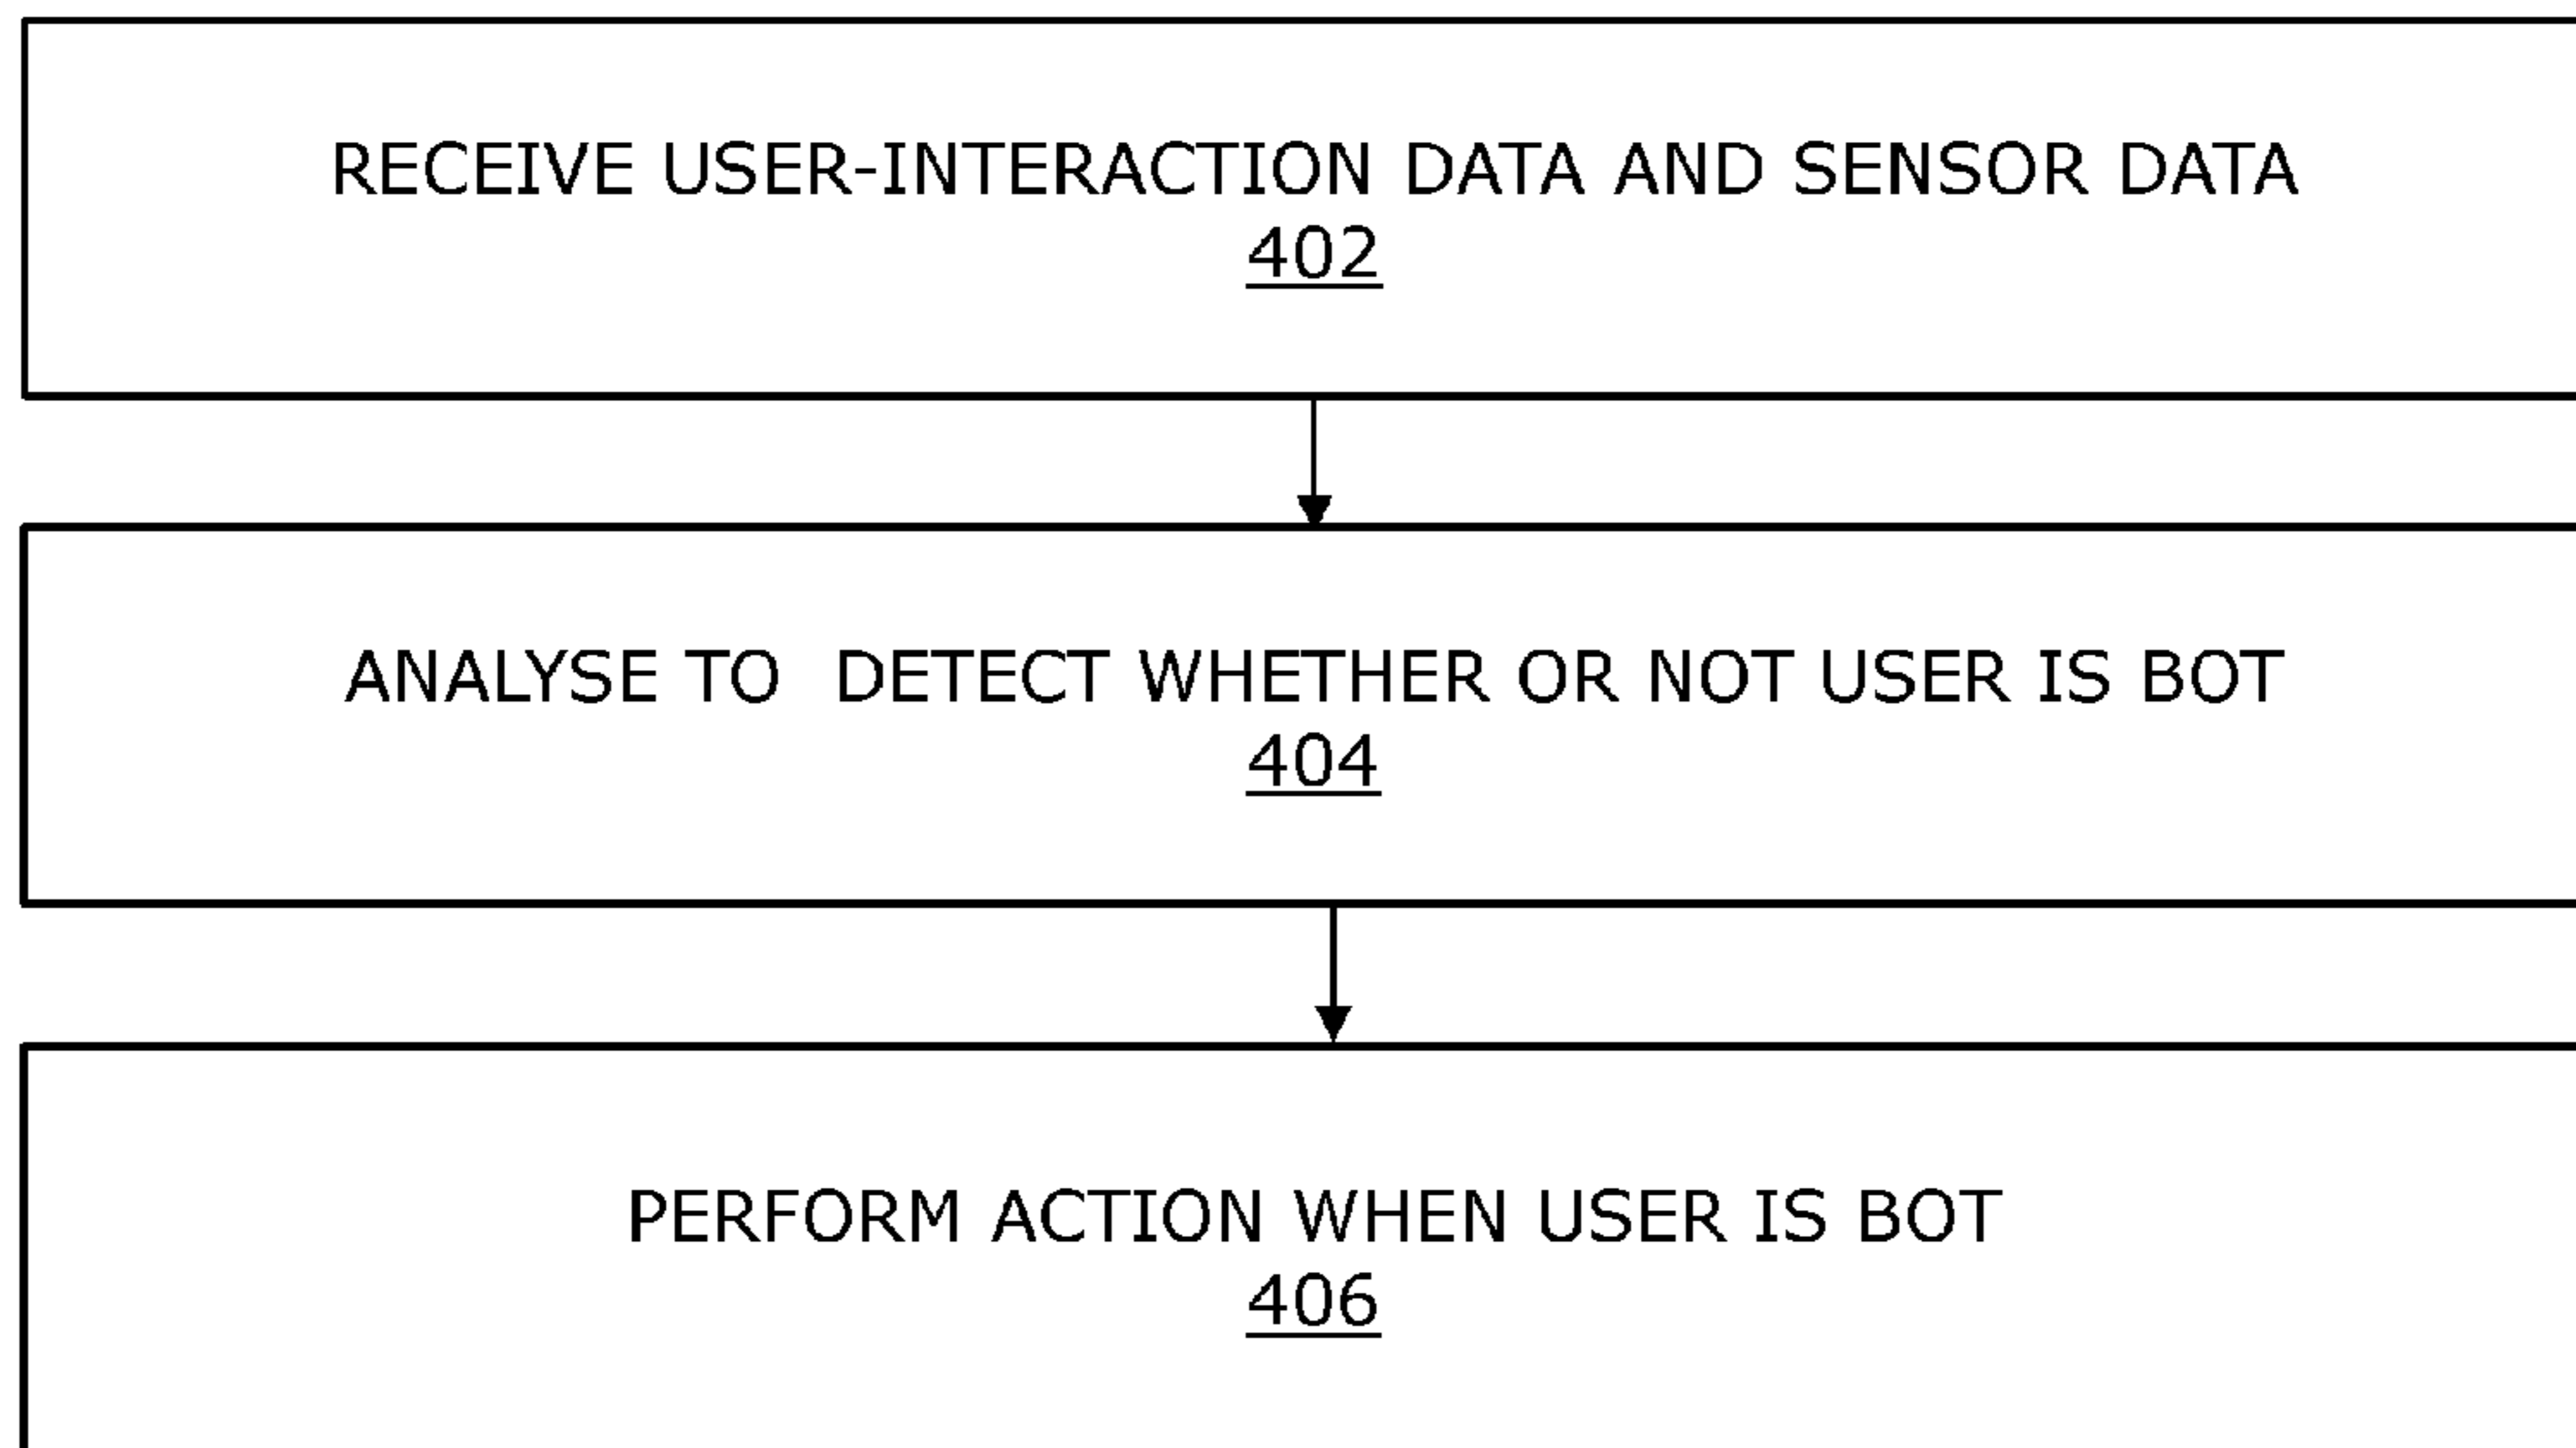 RECEIVE USER-INTERACTION DATA AND SENSOR DATA
402
ANALYSE TO  DETECT WHETHER OR NOT USER IS BOT
404
PERFORM ACTION WHEN USER IS BOT
406